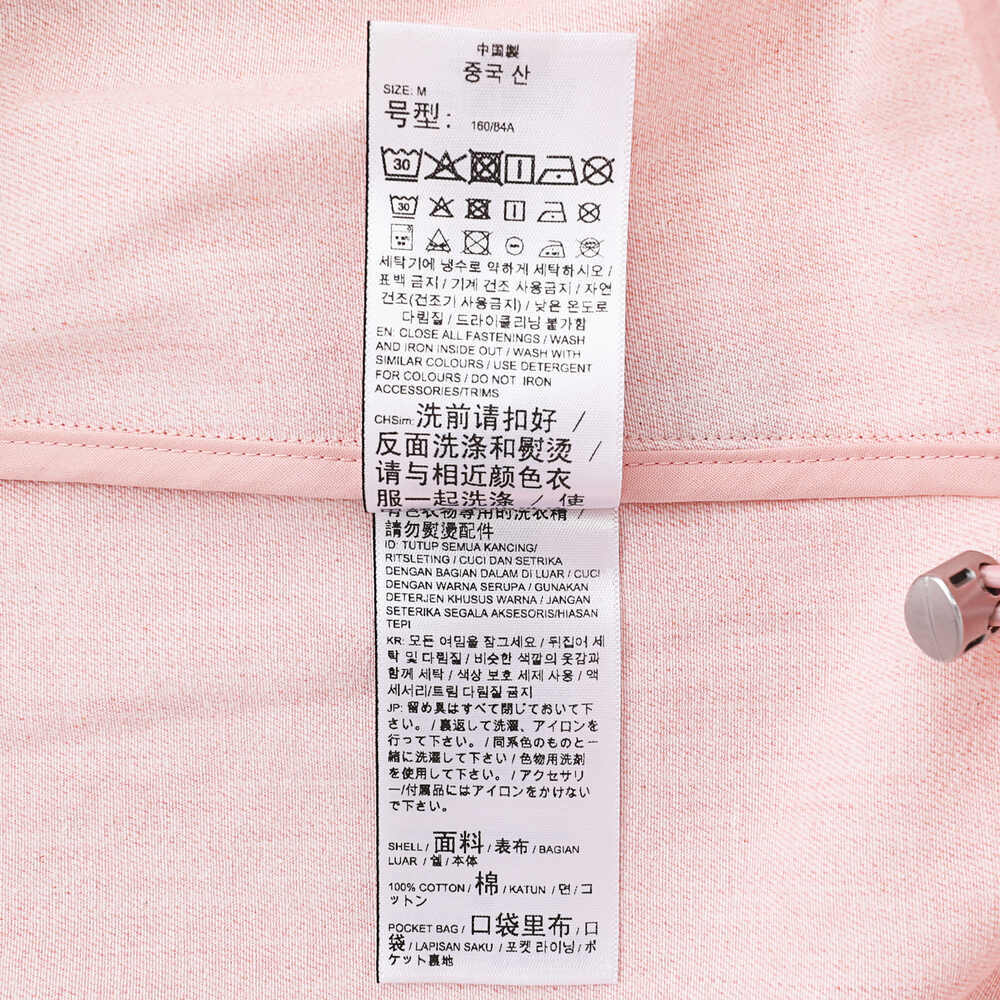 中国製
중국 산
SIZE: M
号型: 160/84A
30
30
세탁기에 냉수로 약하게 세탁하시오 /
표백 금지 / 기계 건조 사용금지 / 자연
건조(건조기 사용금지) / 낮은 온도로
다림질 / 드라이클리닝 불가함
EN: CLOSE ALL FASTENINGS / WASH
AND IRON INSIDE OUT / WASH WITH
SIMILAR COLOURS / USE DETERGENT
FOR COLOURS / DO NOT IRON
ACCESSORIES/TRIMS
CHSim: 洗前请扣好 /
反面洗涤和熨烫 /
请与相近颜色衣
服一起洗涤 / 使
有色衣物專用的洗衣精 /
請勿熨燙配件
ID: TUTUP SEMUA KANCING/
RITSLETING / CUCI DAN SETRIKA
DENGAN BAGIAN DALAM DI LUAR / CUCI
DENGAN WARNA SERUPA / GUNAKAN
DETERJEN KHUSUS WARNA / JANGAN
SETERIKA SEGALA AKSESORIS/HIASAN
TEPI
KR: 모든 여밈을 잠그세요 / 뒤집어 세
탁 및 다림질 / 비슷한 색깔의 옷감과
함께 세탁 / 색상 보호 세제 사용 / 액
세서리/트림 다림질 금지
JP: 留め具はすべて閉じておいて下
さい。 / 裏返して洗濯、アイロンを
行って下さい。 / 同系色のものと一
緒に洗濯して下さい / 色物用洗剤
を使用して下さい。 / アクセサリ
ー/付属品にはアイロンをかけない
で下さい。
SHELL / 面料 / 表布 / BAGIAN
LUAR / 쉘 / 本体
100% COTTON / 棉 / KATUN / 면 / コ
ットン
POCKET BAG / 口袋里布 / 口
袋 / LAPISAN SAKU / 포켓 라이닝 / ポ
ケット裏地